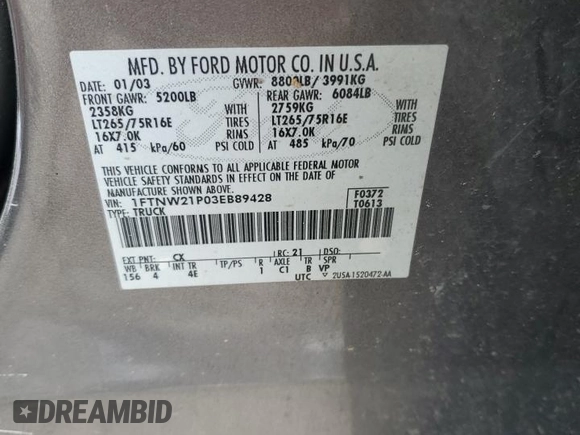 MFD. BY FORD MOTOR CO. IN U.S.A.
DATE: 01/03 GVWR: 8800LB/ 3991KG
FRONT GAWR: 5200LB REAR GAWR: 6084LB
2358KG WITH 2759KG WITH
LT265/75R16E TIRES LT265/75R16E TIRES
16X7.0K RIMS 16X7.0K RIMS
AT 415 kPa/60 PSI COLD AT 485 kPa/70 PSI COLD
THIS VEHICLE CONFORMS TO ALL APPLICABLE FEDERAL MOTOR
VEHICLE SAFETY STANDARDS IN EFFECT ON THE DATE OF
MANUFACTURE SHOWN ABOVE.
VIN: 1FTNW21P03EB89428 F0372
TYPE: TRUCK T0613
EXT PNT: CX RC: 21 DSO:
WB BRK INT TR TP/PS R AXLE TR SPR
156 4 4E 1 C1 B VP
UTC 2USA-1520472-AA
DREAMBID